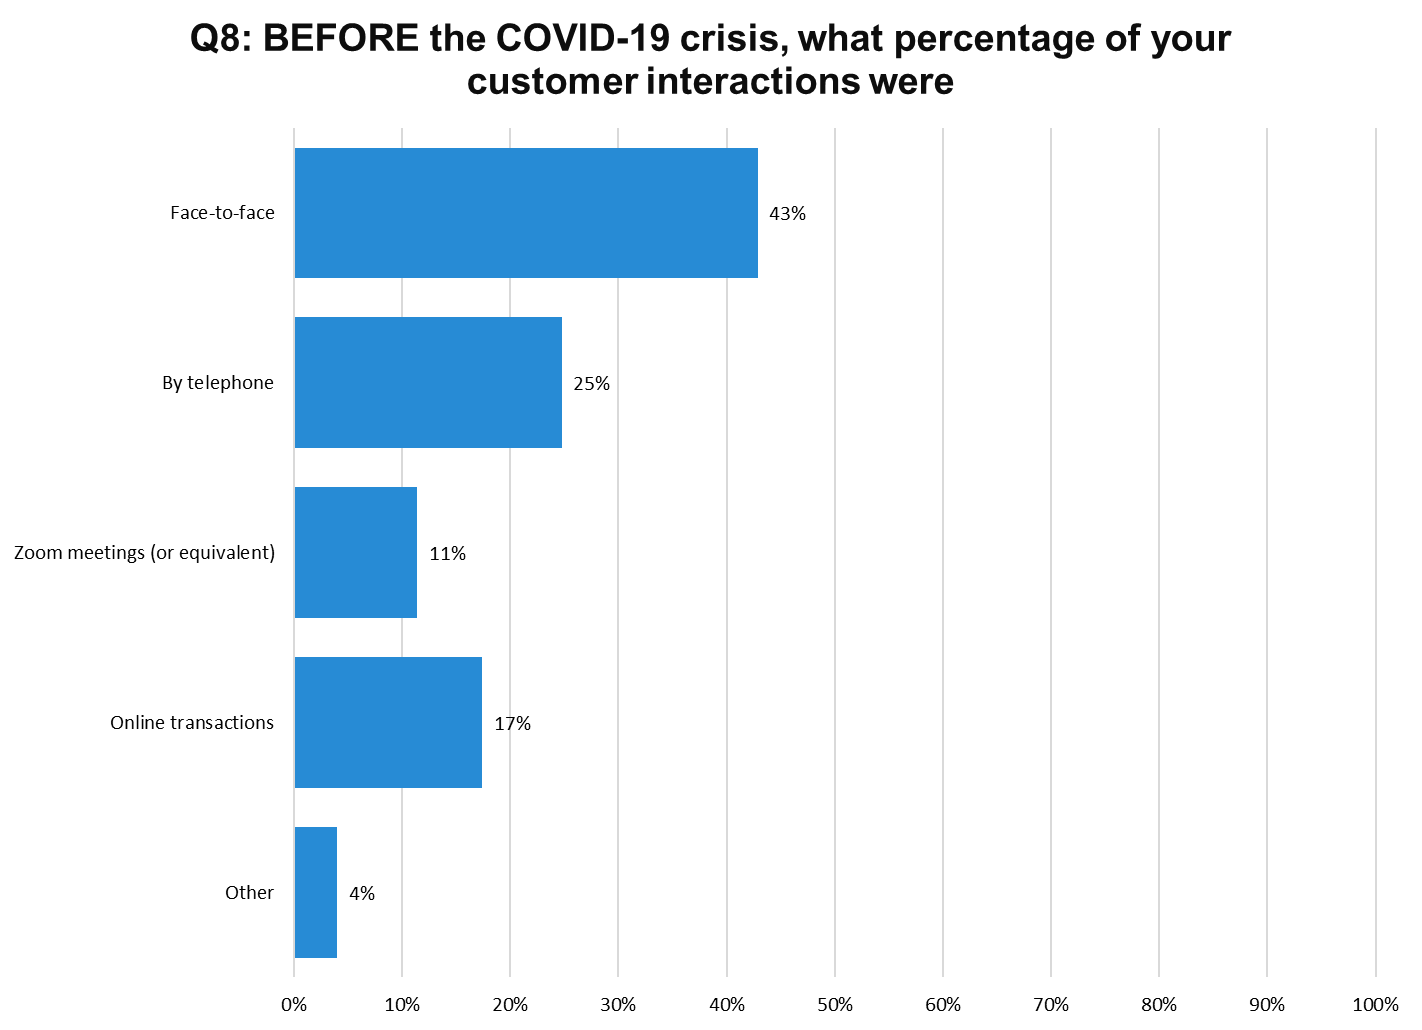 Q8: BEFORE the COVID-19 crisis, what percentage of your
customer interactions were
Face-to-face
43%
By telephone
25%
Zoom meetings (or equivalent)
11%
Online transactions
17%
Other
4%
0% 10% 20% 30% 40% 50% 60% 70% 80% 90% 100%